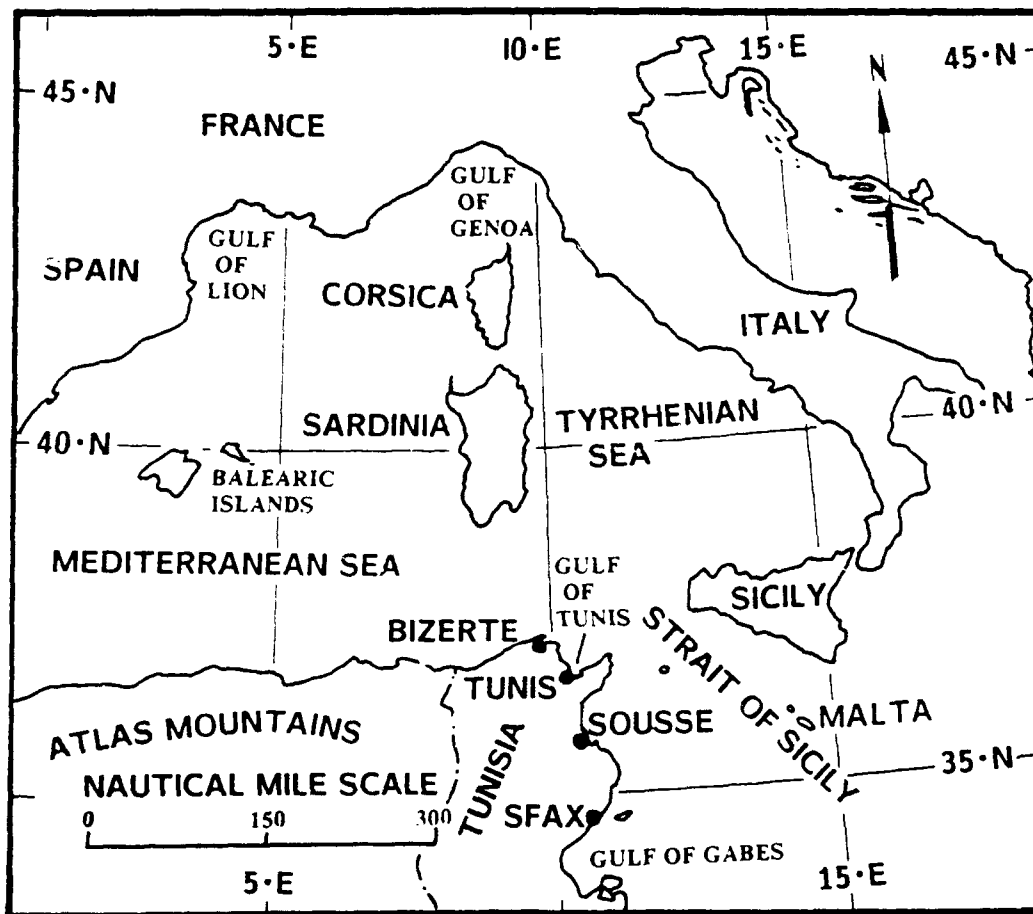 5·E
10·E
15·E
45·N
45·N
N
FRANCE
GULF
OF
GENOA
GULF
OF
LION
SPAIN
CORSICA
ITALY
SARDINIA
TYRRHENIAN
SEA
40·N
40·N
BALEARIC
ISLANDS
MEDITERRANEAN SEA
GULF
OF
TUNIS
SICILY
BIZERTE
STRAIT OF SICILY
TUNIS
MALTA
SOUSSE
ATLAS MOUNTAINS
TUNISIA
35·N
NAUTICAL MILE SCALE
0 150 300
SFAX
GULF OF GABES
5·E
15·E